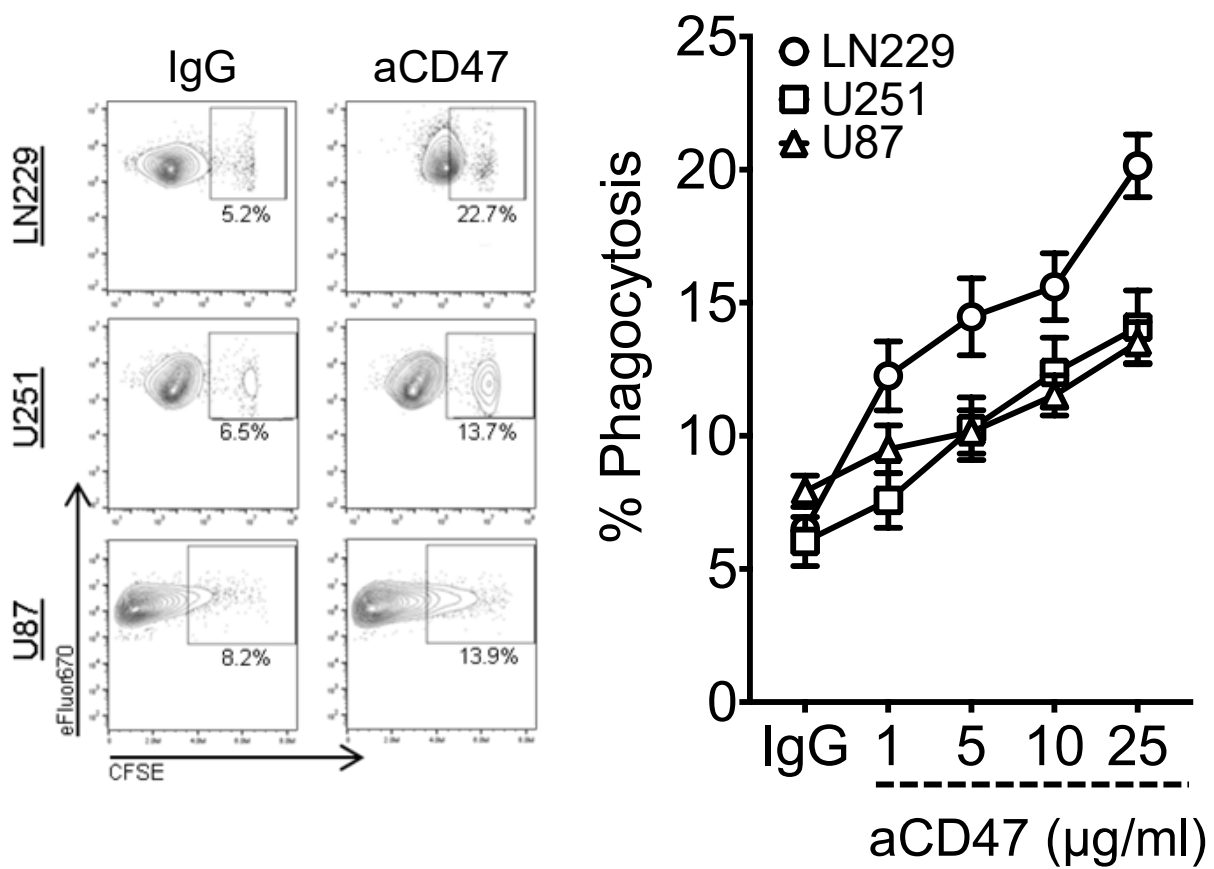 IgG
aCD47
LN229
5.2%
22.7%
U251
6.5%
13.7%
U87
8.2%
13.9%
eFluor670
CFSE
% Phagocytosis
25
20
15
10
5
0
LN229
U251
U87
IgG 1 5 10 25
aCD47 (µg/ml)